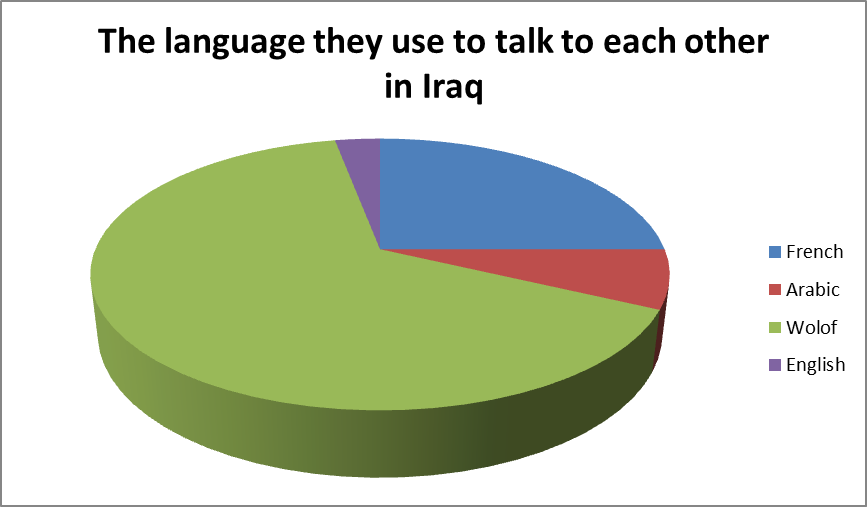 The language they use to talk to each other
in Iraq
French
Arabic
Wolof
English